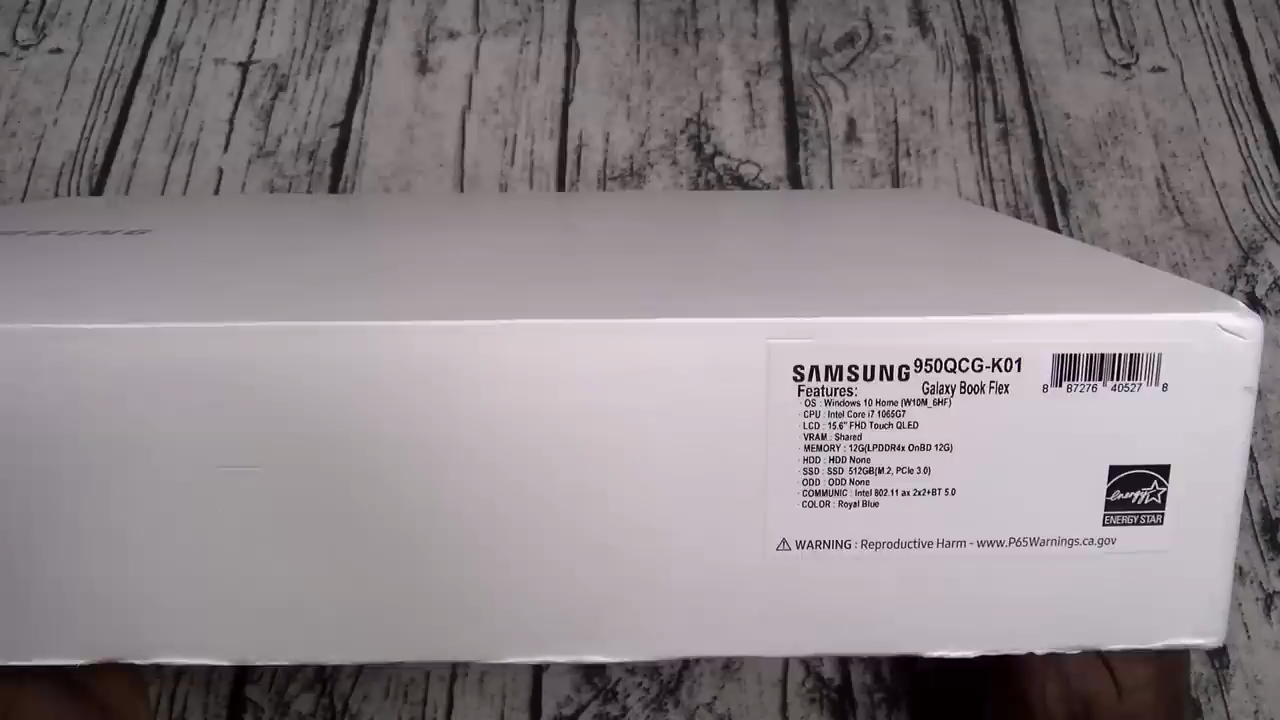 SAMSUNG
SAMSUNG 950QCG-K01
Galaxy Book Flex
Features:
· OS : Windows 10 Home (W10M_6HF)
· CPU : Intel Core i7 1065G7
· LCD : 15.6" FHD Touch QLED
· VRAM : Shared
· MEMORY : 12G(LPDDR4x OnBD 12G)
· HDD : HDD None
· SSD : SSD 512GB(M.2, PCIe 3.0)
· ODD : ODD None
· COMMUNIC : Intel 802.11 ax 2x2+BT 5.0
· COLOR : Royal Blue
8 87276 40527 8
energy
ENERGY STAR
WARNING : Reproductive Harm - www.P65Warnings.ca.gov